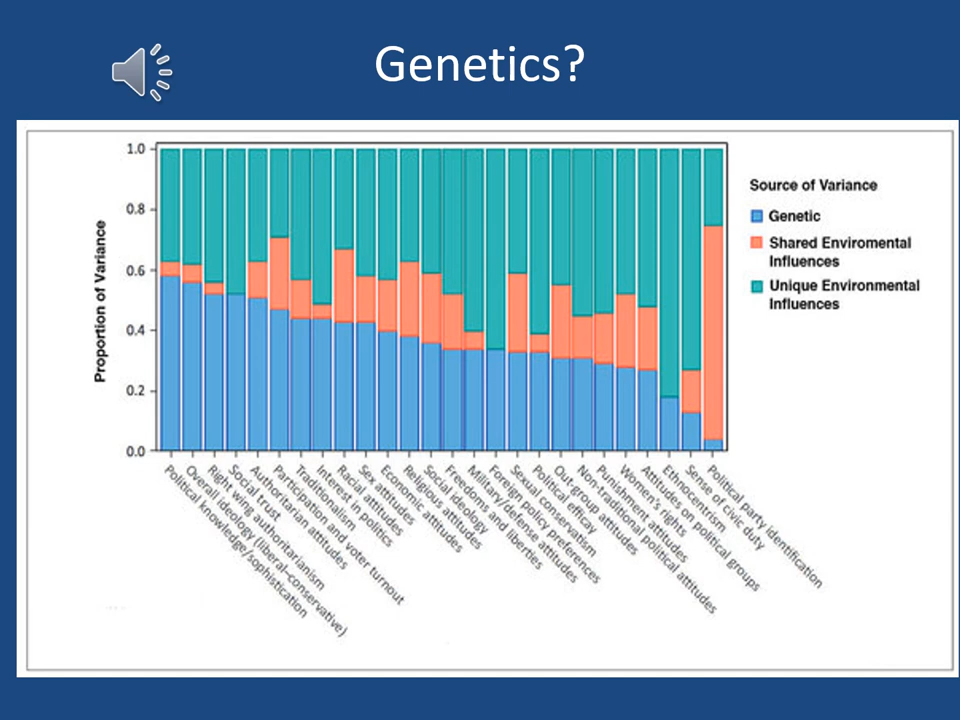 Genetics?
1.0
0.8
0.6
0.4
0.2
0.0
Proportion of Variance
Source of Variance
Genetic
Shared Enviromental
Influences
Unique Environmental
Influences
Political knowledge/sophistication
Overall ideology (liberal–conservative)
Right wing authoritarianism
Social trust
Authoritarian attitudes
Participation and voter turnout
Traditionalism
Interest in politics
Racial attitudes
Sex attitudes
Economic attitudes
Religious attitudes
Social ideology
Freedoms and liberties
Military/defense attitudes
Foreign policy preferences
Sexual conservatism
Political efficacy
Out-group attitudes
Non-traditional political attitudes
Punishment attitudes
Women's rights
Attitudes on political groups
Ethnocentrism
Sense of civic duty
Political party identification